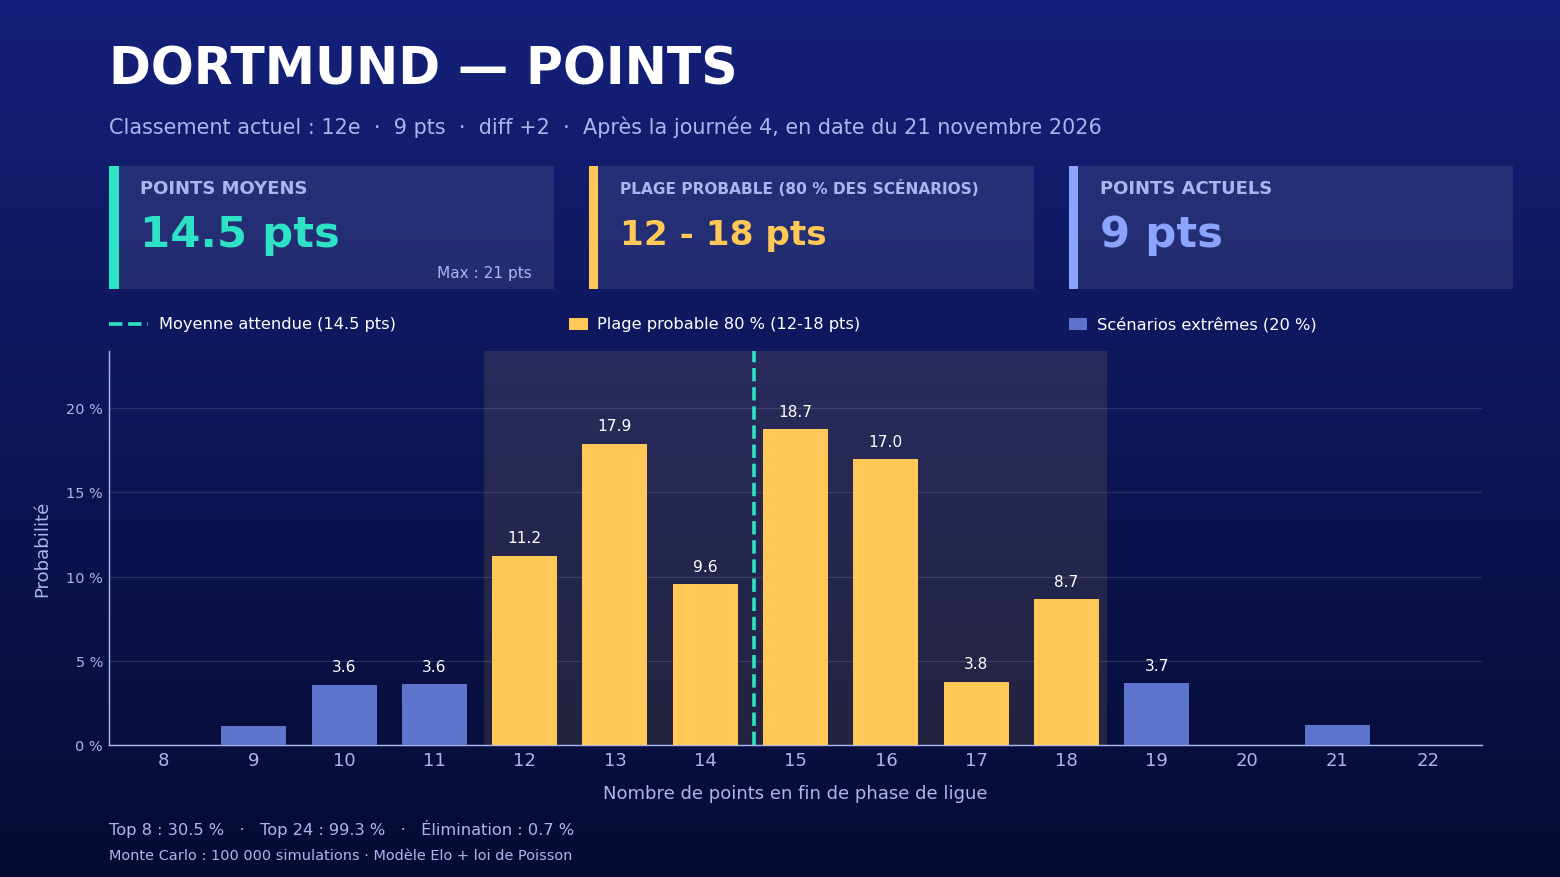 DORTMUND — POINTS
Classement actuel : 12e · 9 pts · diff +2 · Après la journée 4, en date du 21 novembre 2026
POINTS MOYENS
14.5 pts
Max : 21 pts
PLAGE PROBABLE (80 % DES SCÉNARIOS)
12 - 18 pts
POINTS ACTUELS
9 pts
Moyenne attendue (14.5 pts)
Plage probable 80 % (12-18 pts)
Scénarios extrêmes (20 %)
Probabilité
20 %
15 %
10 %
5 %
0 %
3.6
3.6
11.2
17.9
9.6
18.7
17.0
3.8
8.7
3.7
8 9 10 11 12 13 14 15 16 17 18 19 20 21 22
Nombre de points en fin de phase de ligue
Top 8 : 30.5 % · Top 24 : 99.3 % · Élimination : 0.7 %
Monte Carlo : 100 000 simulations · Modèle Elo + loi de Poisson